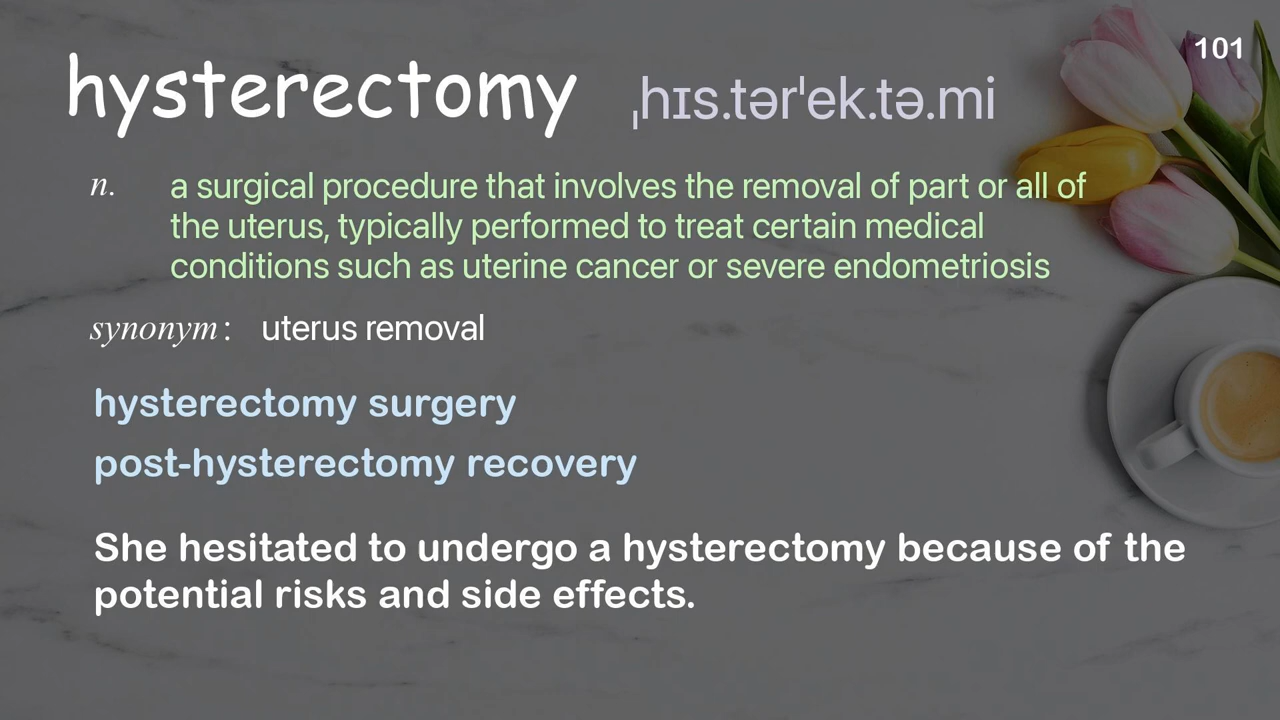 101
hysterectomy ˌhɪs.tərˈek.tə.mi
n. a surgical procedure that involves the removal of part or all of
the uterus, typically performed to treat certain medical
conditions such as uterine cancer or severe endometriosis
synonym : uterus removal
hysterectomy surgery
post-hysterectomy recovery
She hesitated to undergo a hysterectomy because of the
potential risks and side effects.